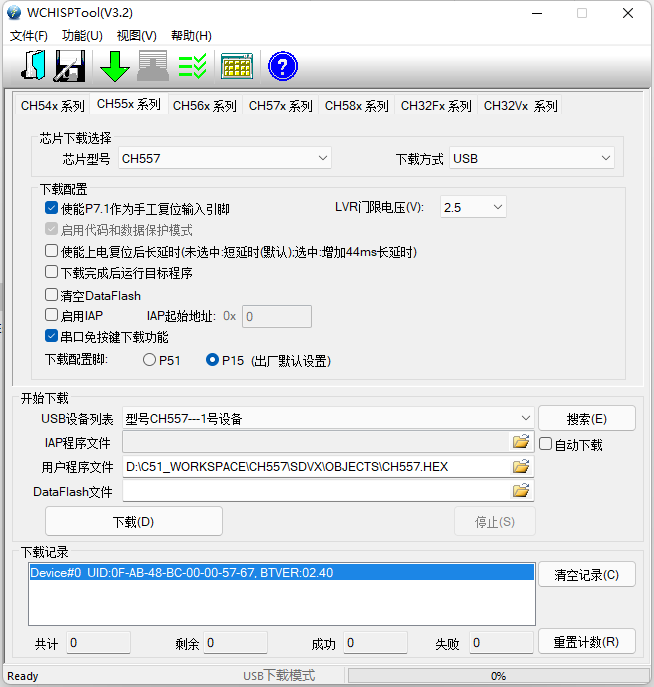 WCHISPTool(V3.2)
文件(F) 功能(U) 视图(V) 帮助(H)
CH54x 系列 CH55x 系列 CH56x 系列 CH57x 系列 CH58x 系列 CH32Fx 系列 CH32Vx 系列
芯片下载选择
芯片型号 CH557 下载方式 USB
下载配置
使能P7.1作为手工复位输入引脚 LVR门限电压(V): 2.5
启用代码和数据保护模式
使能上电复位后长延时(未选中:短延时(默认);选中:增加44ms长延时)
下载完成后运行目标程序
清空DataFlash
启用IAP IAP起始地址: 0x 0
串口免按键下载功能
下载配置脚: P51 P15 (出厂默认设置)
开始下载
USB设备列表 型号CH557---1号设备 搜索(E)
IAP程序文件 自动下载
用户程序文件 D:\C51_WORKSPACE\CH557\SDVX\OBJECTS\CH557.HEX
DataFlash文件
下载(D) 停止(S)
下载记录
Device#0 UID:0F-AB-48-BC-00-00-57-67, BTVER:02.40 清空记录(C)
共计 0 剩余 0 成功 0 失败 0 重置计数(R)
Ready USB下载模式 0%